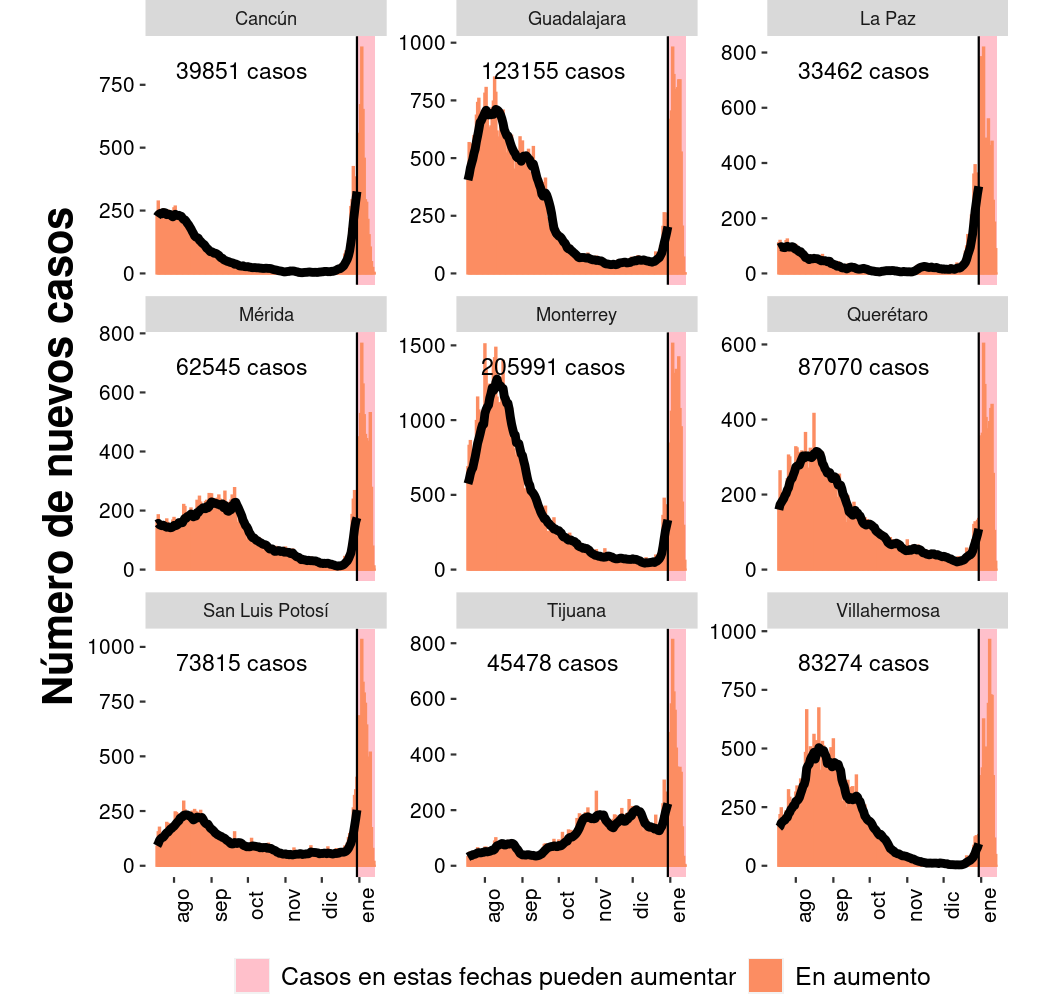 Número de nuevos casos
Cancún
39851 casos
750
500
250
0
Guadalajara
123155 casos
1000
750
500
250
0
La Paz
33462 casos
800
600
400
200
0
Mérida
62545 casos
800
600
400
200
0
Monterrey
205991 casos
1500
1000
500
0
Querétaro
87070 casos
600
400
200
0
San Luis Potosí
73815 casos
1000
750
500
250
0
ago sep oct nov dic ene
Tijuana
45478 casos
800
600
400
200
0
ago sep oct nov dic ene
Villahermosa
83274 casos
1000
750
500
250
0
ago sep oct nov dic ene
Casos en estas fechas pueden aumentar
En aumento